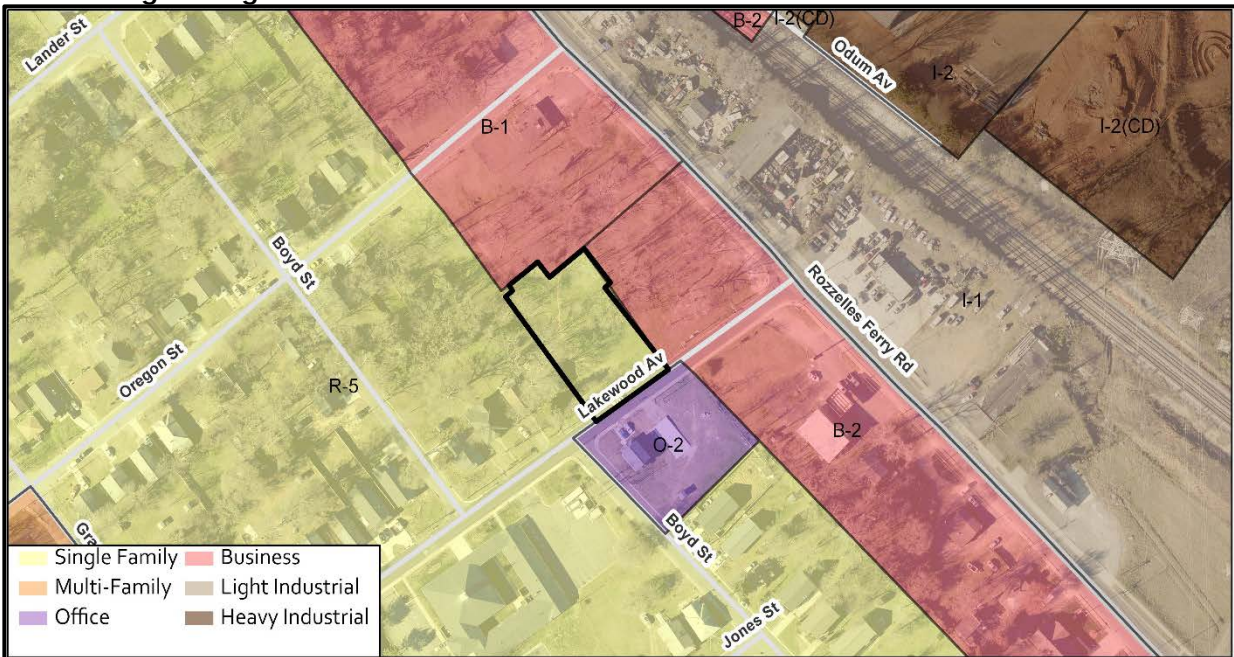 Lander St
B-2
I-2(CD)
Odum Av
I-2
I-2(CD)
B-1
Boyd St
Rozzelles Ferry Rd
I-1
Oregon St
R-5
Lakewood Av
O-2
B-2
Boyd St
Jones St
Single Family
Business
Multi-Family
Light Industrial
Office
Heavy Industrial